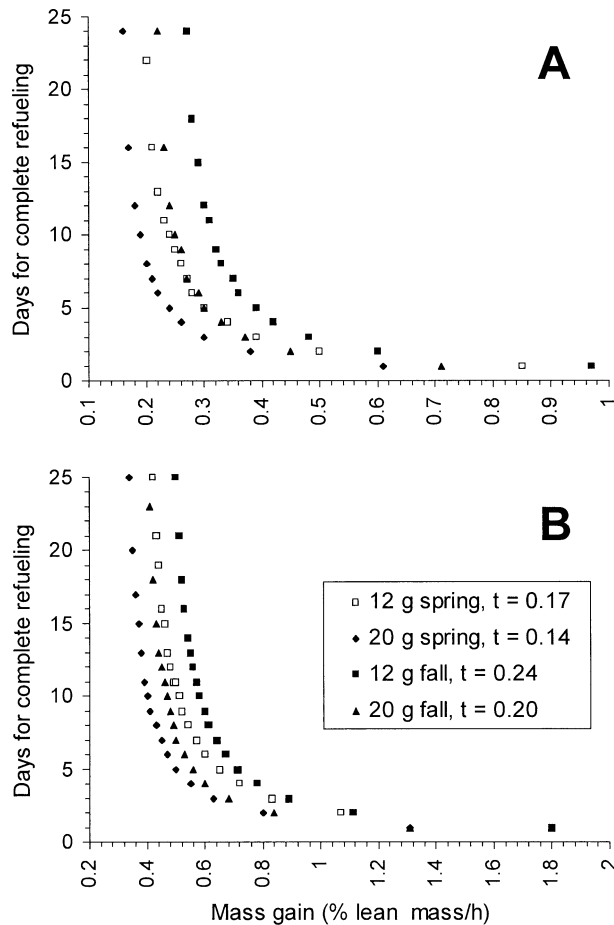 A
Days for complete refueling
25
20
15
10
5
0
0.1 0.2 0.3 0.4 0.5 0.6 0.7 0.8 0.9 1
B
Days for complete refueling
25
20
15
10
5
0
12 g spring, t = 0.17
20 g spring, t = 0.14
12 g fall, t = 0.24
20 g fall, t = 0.20
0.2 0.4 0.6 0.8 1 1.2 1.4 1.6 1.8 2
Mass gain (% lean mass/h)